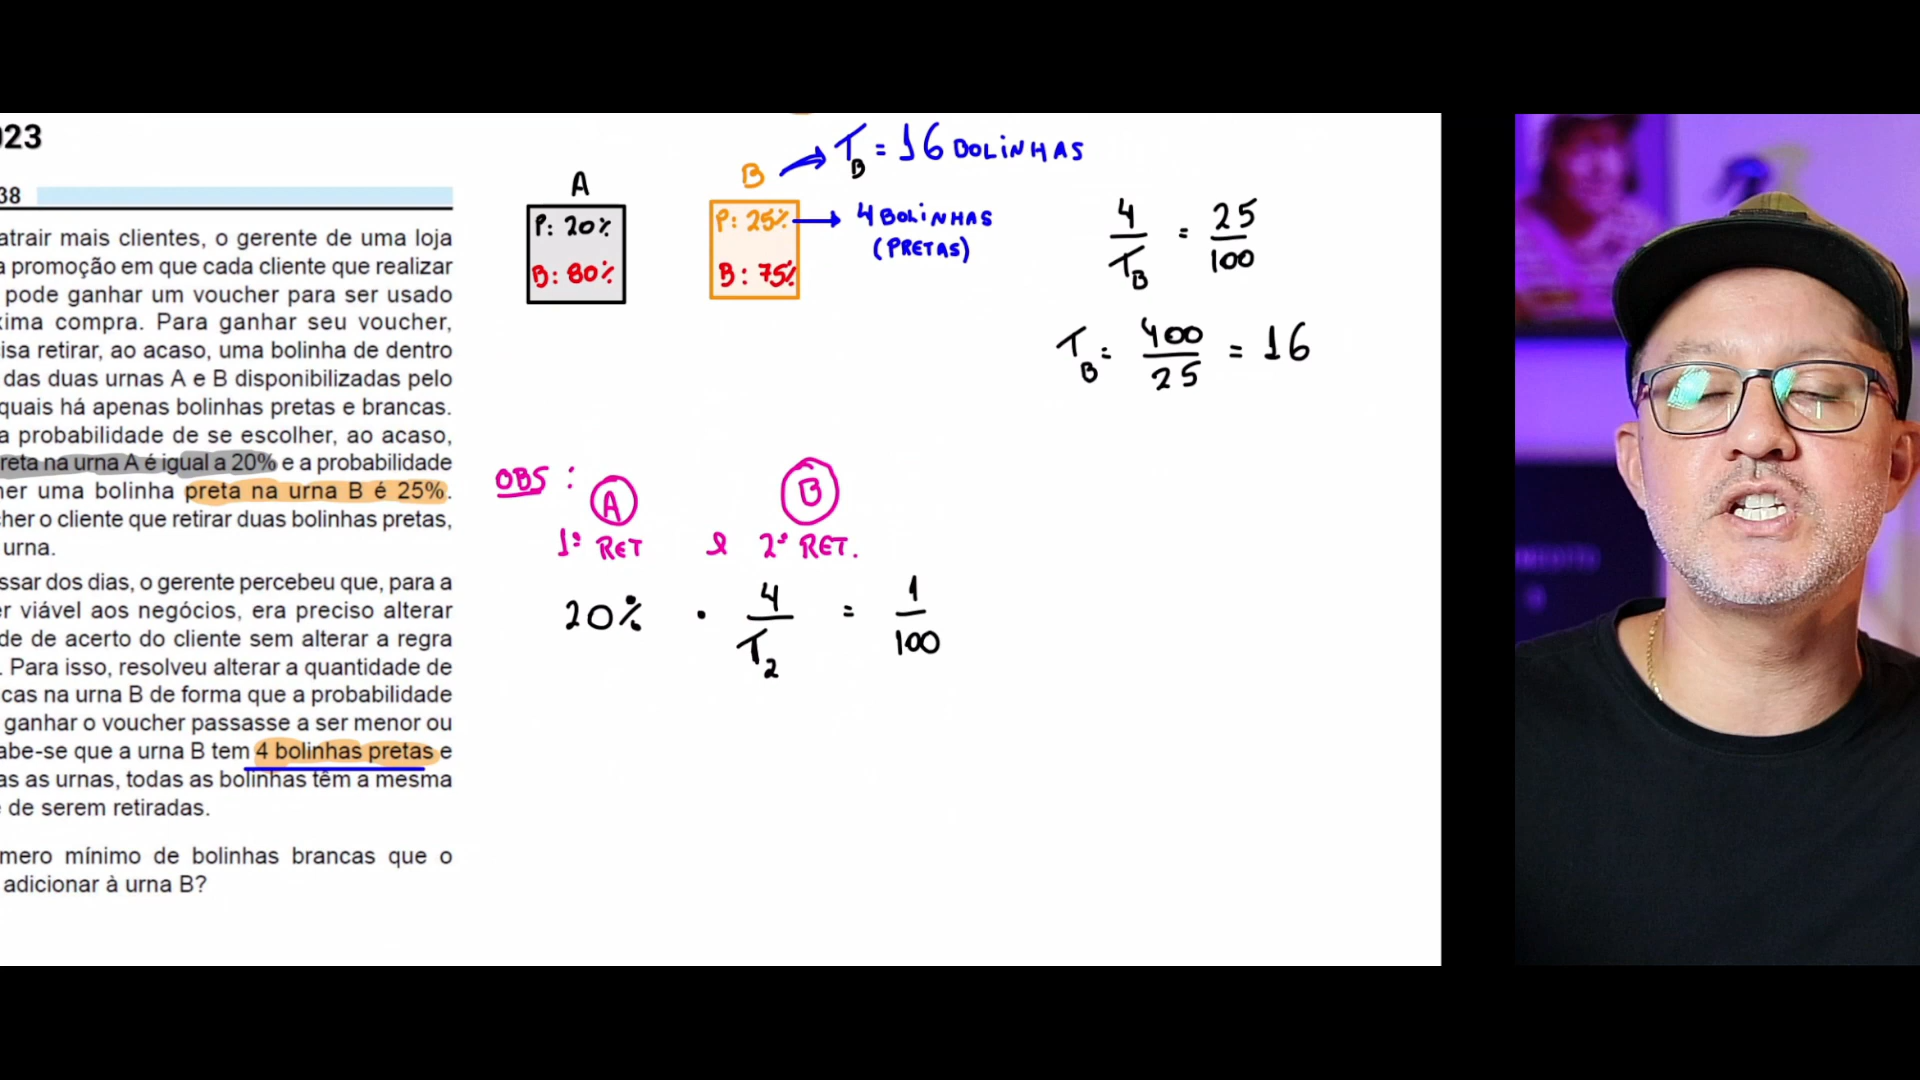 023
38
atrair mais clientes, o gerente de uma loja
a promoção em que cada cliente que realizar
pode ganhar um voucher para ser usado
xima compra. Para ganhar seu voucher,
isa retirar, ao acaso, uma bolinha de dentro
das duas urnas A e B disponibilizadas pelo
quais há apenas bolinhas pretas e brancas.
a probabilidade de se escolher, ao acaso,
reta na urna A é igual a 20% e a probabilidade
her uma bolinha preta na urna B é 25%.
cher o cliente que retirar duas bolinhas pretas,
urna.
ssar dos dias, o gerente percebeu que, para a
er viável aos negócios, era preciso alterar
de de acerto do cliente sem alterar a regra
. Para isso, resolveu alterar a quantidade de
cas na urna B de forma que a probabilidade
ganhar o voucher passasse a ser menor ou
abe-se que a urna B tem 4 bolinhas pretas e
as as urnas, todas as bolinhas têm a mesma
de serem retiradas.
mero mínimo de bolinhas brancas que o
adicionar à urna B?
A
P: 20%
B: 80%
B
P: 25%
B: 75%
TB = 16 BOLINHAS
4 BOLINHAS
(PRETAS)
4/TB = 25/100
TB = 400/25 = 16
OBS :
A B
1ª RET e 2ª RET.
20% . 4/T2 = 1/100